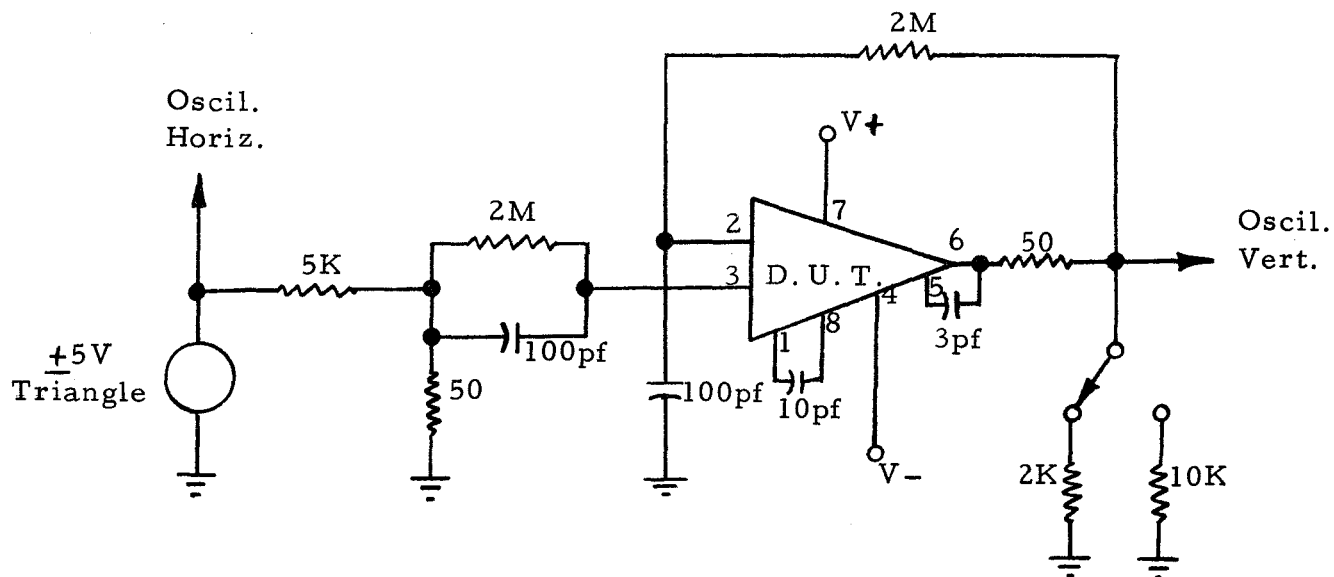 2M
Oscil.
Horiz.
V+
2M
7
2
6
50
Oscil.
Vert.
5K
3
D. U. T.
5
4
3pf
8
1
100pf
+5V
Triangle
50
100pf
10pf
V-
2K
10K